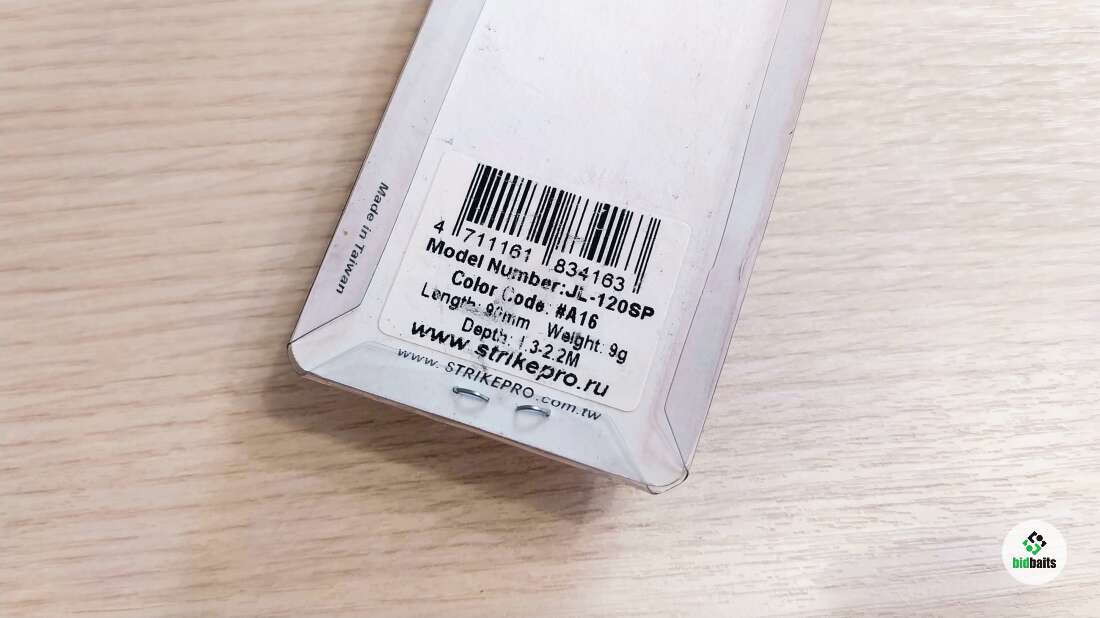 Made in Taiwan
4 711161 834163
Model Number:JL-120SP
Color Code: #A16
Length: 90mm Weight: 9g
Depth: 3-2.2M
www.strikepro.ru
www. STRIKEPRO.com.tw
bidbaits